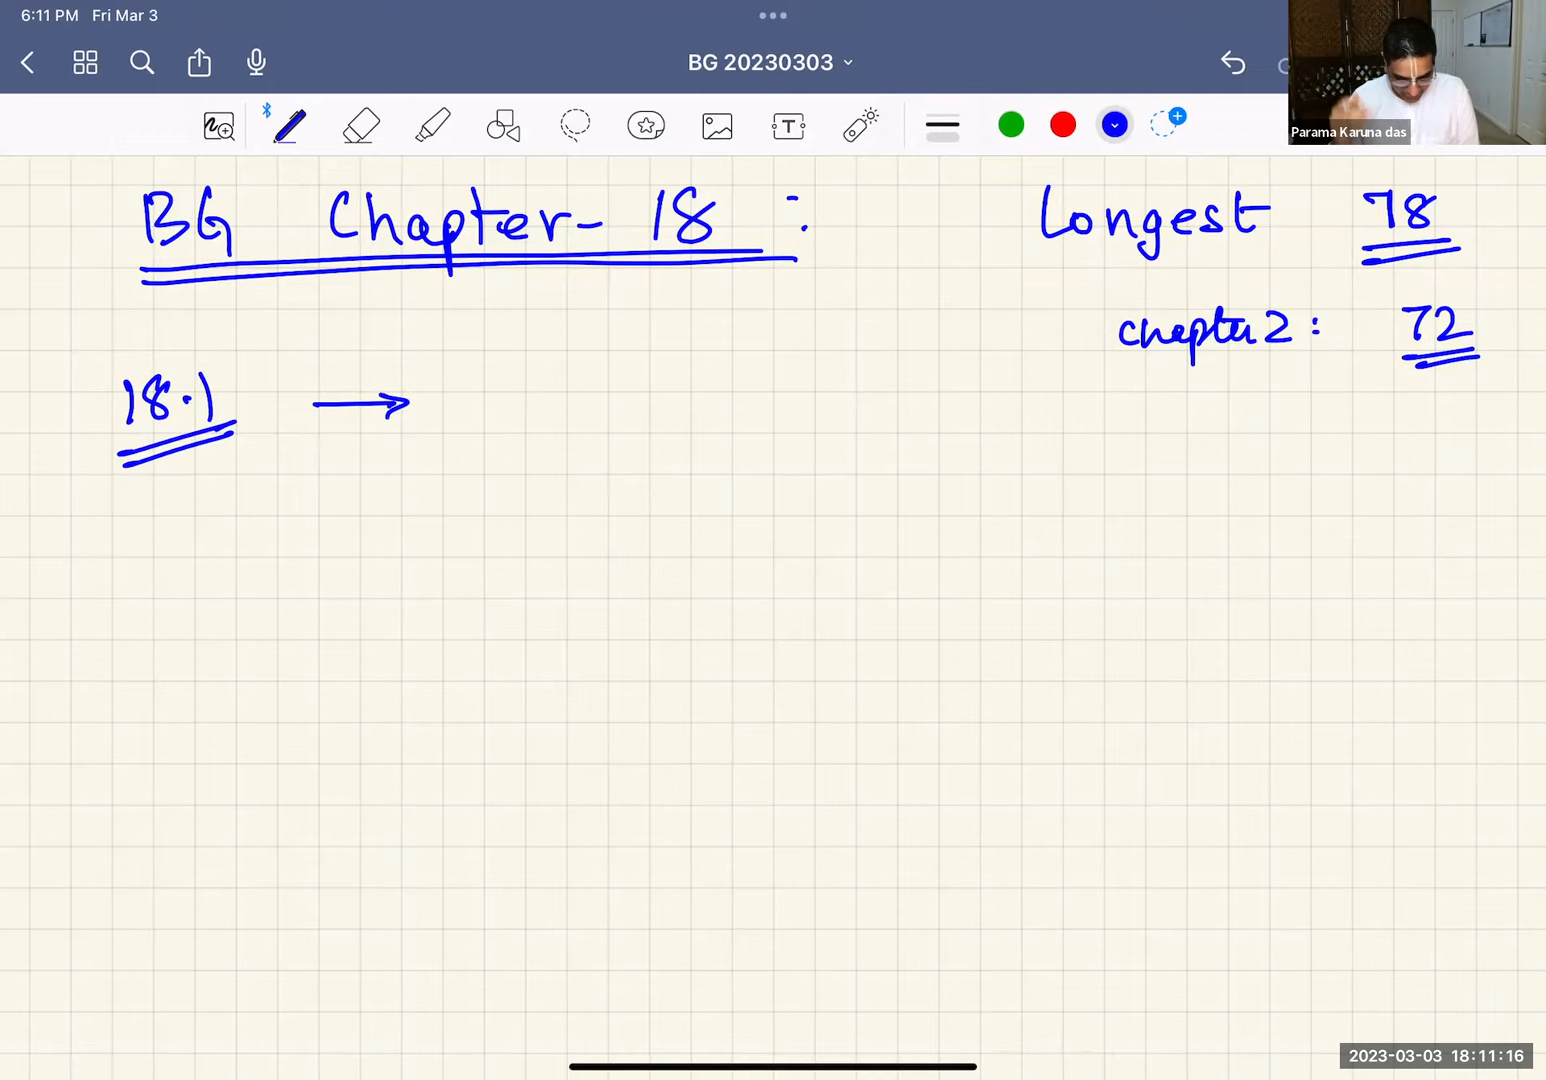 6:11 PM Fri Mar 3
BG 20230303
T
Parama Karuna das
BG Chapter- 18 : Longest 78
chapter 2 : 72
18.1 →
2023-03-03 18:11:16